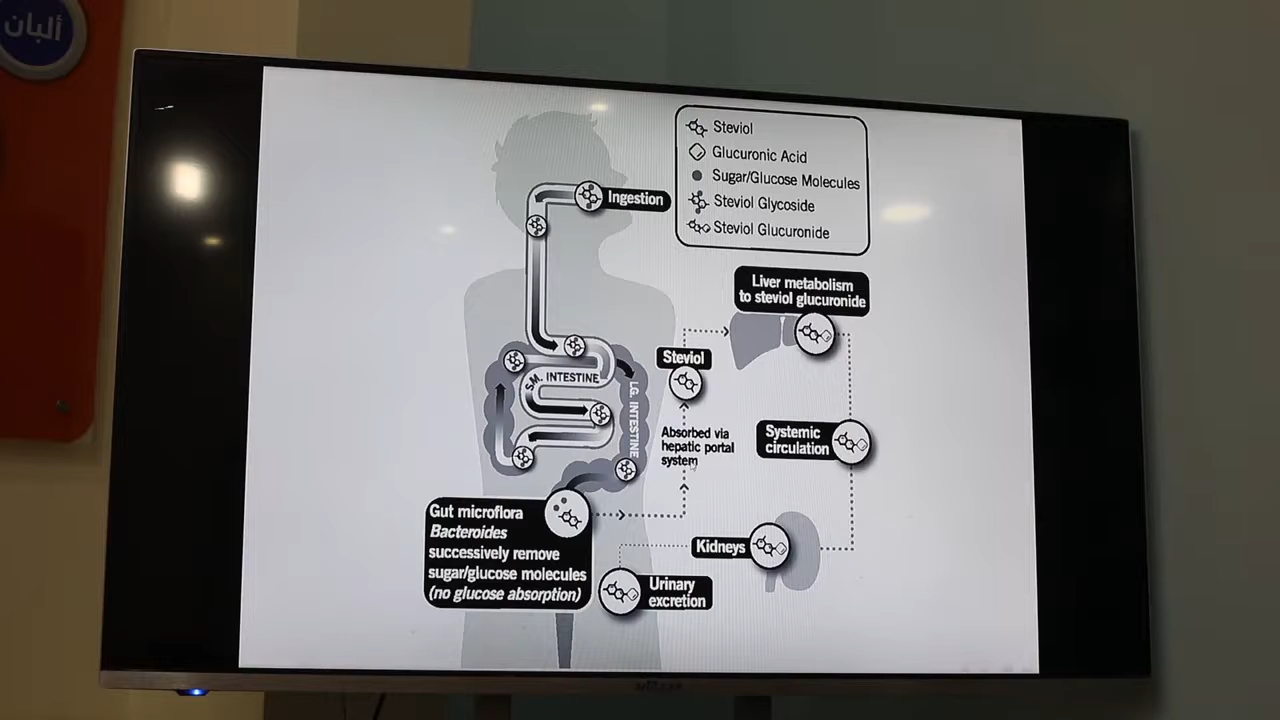 ألبان
Steviol
Glucuronic Acid
Sugar/Glucose Molecules
Steviol Glycoside
Steviol Glucuronide
Ingestion
Liver metabolism
to steviol glucuronide
Steviol
S.M. INTESTINE
LG. INTESTINE
Absorbed via
hepatic portal
system
Systemic
circulation
Gut microflora
Bacteroides
successively remove
sugar/glucose molecules
(no glucose absorption)
Kidneys
Urinary
excretion